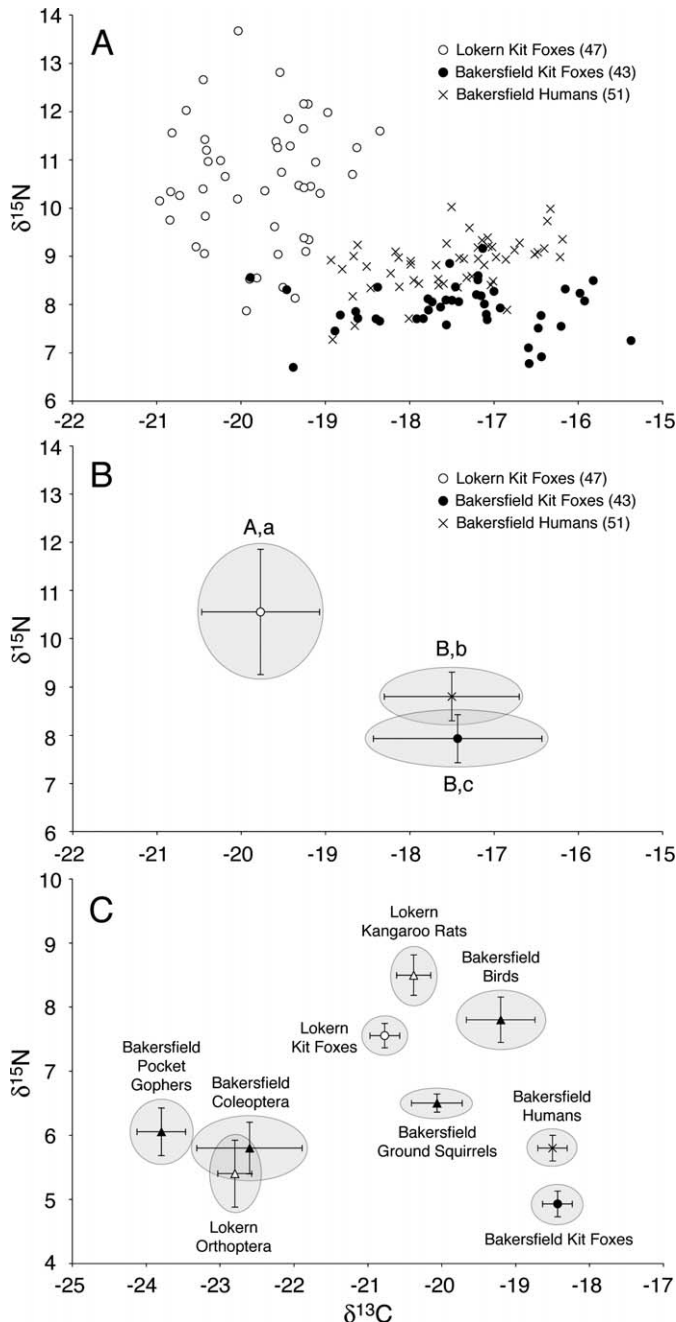 14
A
○ Lokern Kit Foxes (47)
● Bakersfield Kit Foxes (43)
× Bakersfield Humans (51)
13
12
11
δ¹⁵N
10
9
8
7
6
-22 -21 -20 -19 -18 -17 -16 -15
14
B
○ Lokern Kit Foxes (47)
● Bakersfield Kit Foxes (43)
× Bakersfield Humans (51)
13
A,a
12
11
δ¹⁵N
10
B,b
9
8
B,c
7
6
-22 -21 -20 -19 -18 -17 -16 -15
10
C
Lokern
Kangaroo Rats
9
Bakersfield
Birds
8
Lokern
Kit Foxes
δ¹⁵N
7
Bakersfield
Pocket
Gophers
Bakersfield
Coleoptera
Bakersfield
Ground Squirrels
Bakersfield
Humans
6
5
Lokern
Orthoptera
Bakersfield Kit Foxes
4
-25 -24 -23 -22 -21 -20 -19 -18 -17
δ¹³C